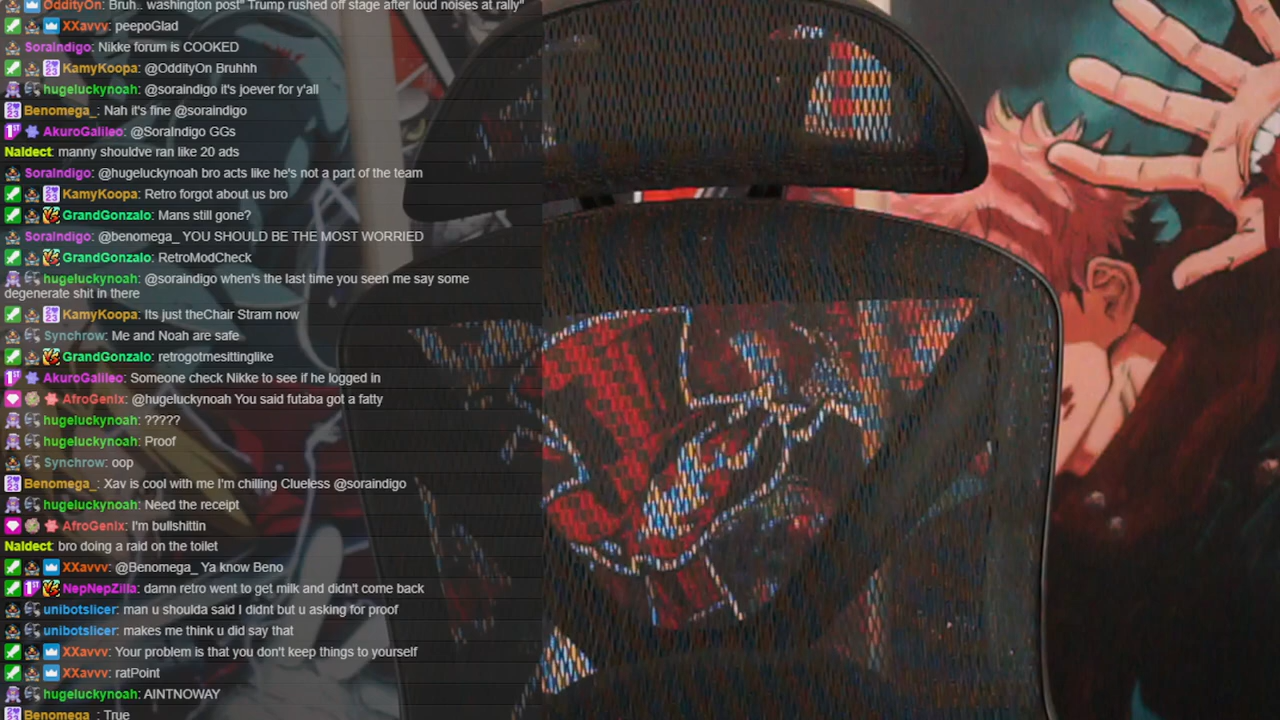 OddityOn: Bruh.. washington post" Trump rushed off stage after loud noises at rally"
XXavvv: peepoGlad
SoraIndigo: Nikke forum is COOKED
KamyKoopa: @OddityOn Bruhhh
hugeluckynoah: @soraindigo it's joever for y'all
Benomega_: Nah it's fine @soraindigo
AkuroGalileo: @SoraIndigo GGs
Naldect: manny shouldve ran like 20 ads
SoraIndigo: @hugeluckynoah bro acts like he's not a part of the team
KamyKoopa: Retro forgot about us bro
GrandGonzalo: Mans still gone?
SoraIndigo: @benomega_ YOU SHOULD BE THE MOST WORRIED
GrandGonzalo: RetroModCheck
hugeluckynoah: @soraindigo when's the last time you seen me say some
degenerate shit in there
KamyKoopa: Its just theChair Stram now
Synchrow: Me and Noah are safe
GrandGonzalo: retrogotmesittinglike
AkuroGalileo: Someone check Nikke to see if he logged in
AfroGenix: @hugeluckynoah You said futaba got a fatty
hugeluckynoah: ?????
hugeluckynoah: Proof
Synchrow: oop
Benomega_: Xav is cool with me I'm chilling Clueless @soraindigo
hugeluckynoah: Need the receipt
AfroGenix: I'm bullshittin
Naldect: bro doing a raid on the toilet
XXavvv: @Benomega_ Ya know Beno
NepNepZilla: damn retro went to get milk and didn't come back
unibotslicer: man u shoulda said I didnt but u asking for proof
unibotslicer: makes me think u did say that
XXavvv: Your problem is that you don't keep things to yourself
XXavvv: ratPoint
hugeluckynoah: AINTNOWAY
Benomega_: True